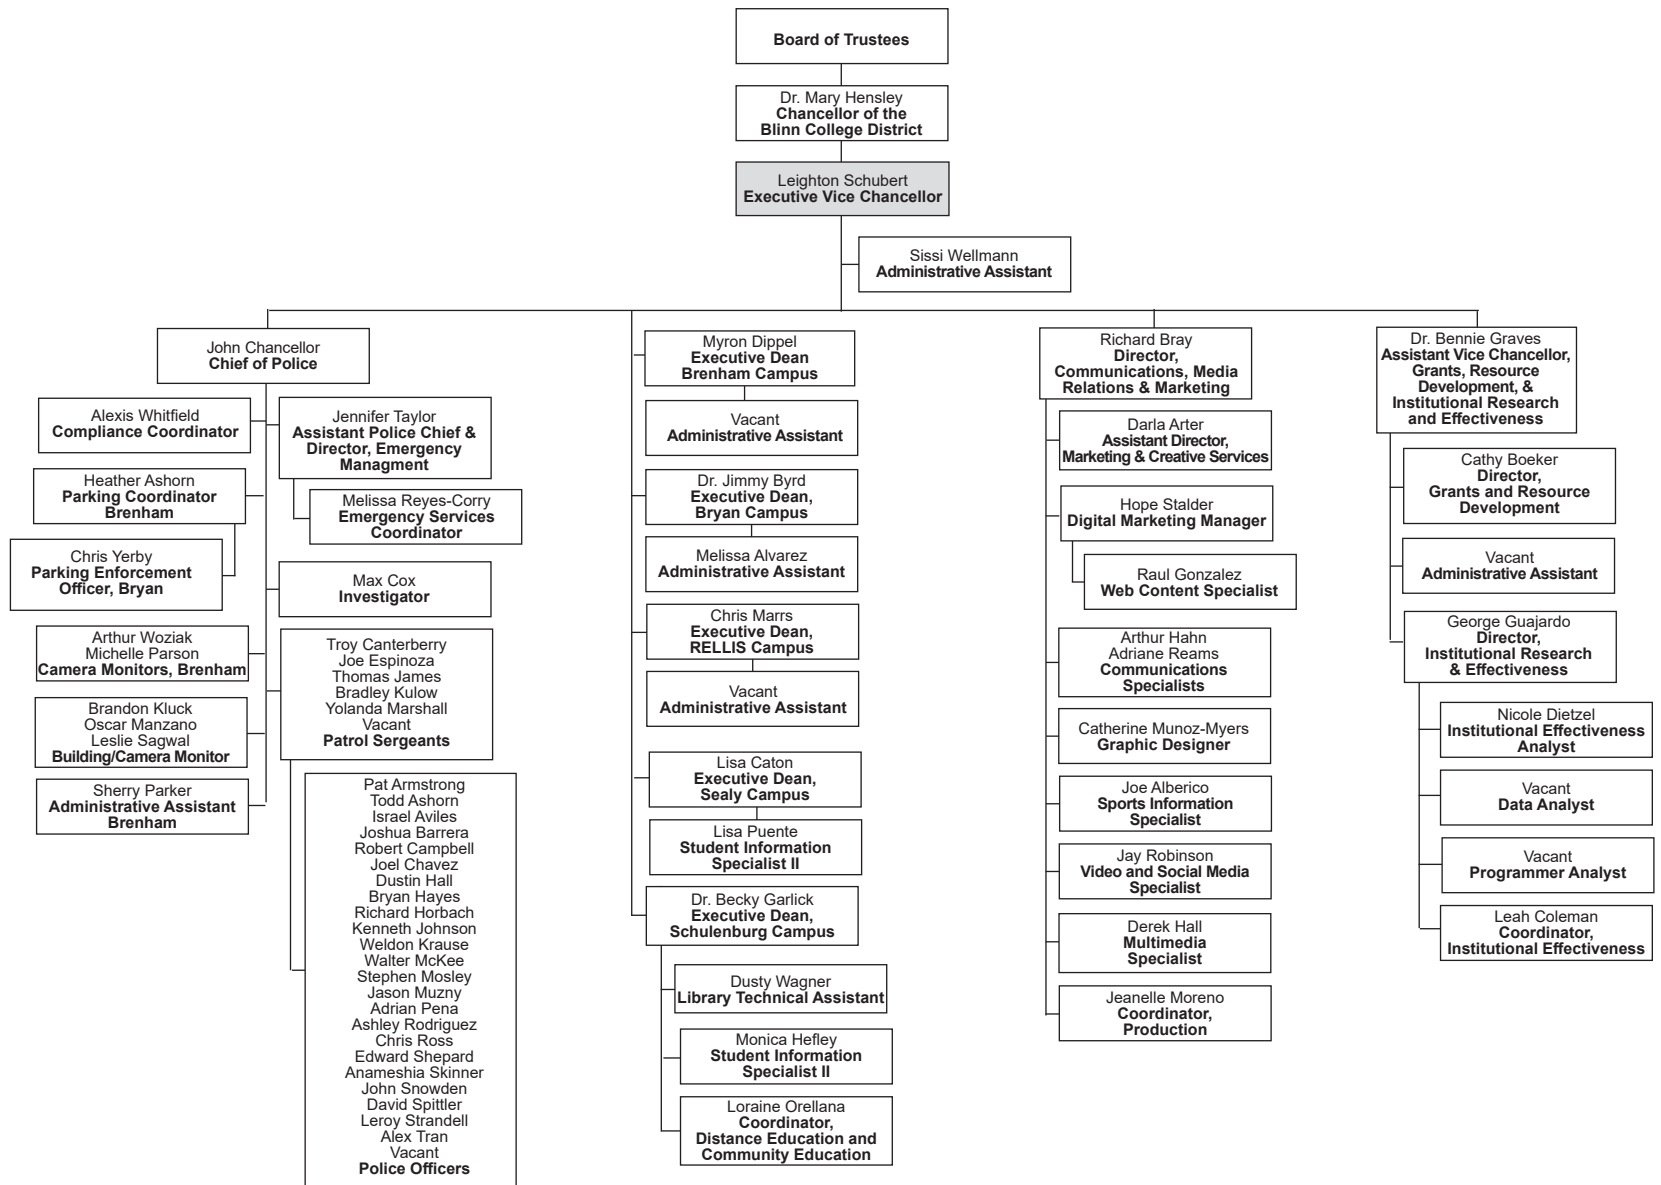 Board of Trustees
Dr. Mary Hensley
Chancellor of the
Blinn College District
Leighton Schubert
Executive Vice Chancellor
Sissi Wellmann
Administrative Assistant
John Chancellor
Chief of Police
Alexis Whitfield
Compliance Coordinator
Jennifer Taylor
Assistant Police Chief &
Director, Emergency
Managment
Heather Ashorn
Parking Coordinator
Brenham
Melissa Reyes-Corry
Emergency Services
Coordinator
Chris Yerby
Parking Enforcement
Officer, Bryan
Max Cox
Investigator
Arthur Woziak
Michelle Parson
Camera Monitors, Brenham
Troy Canterberry
Joe Espinoza
Thomas James
Bradley Kulow
Yolanda Marshall
Vacant
Patrol Sergeants
Brandon Kluck
Oscar Manzano
Leslie Sagwal
Building/Camera Monitor
Sherry Parker
Administrative Assistant
Brenham
Pat Armstrong
Todd Ashorn
Israel Aviles
Joshua Barrera
Robert Campbell
Joel Chavez
Dustin Hall
Bryan Hayes
Richard Horbach
Kenneth Johnson
Weldon Krause
Walter McKee
Stephen Mosley
Jason Muzny
Adrian Pena
Ashley Rodriguez
Chris Ross
Edward Shepard
Anameshia Skinner
John Snowden
David Spittler
Leroy Strandell
Alex Tran
Vacant
Police Officers
Myron Dippel
Executive Dean
Brenham Campus
Vacant
Administrative Assistant
Dr. Jimmy Byrd
Executive Dean,
Bryan Campus
Melissa Alvarez
Administrative Assistant
Chris Marrs
Executive Dean,
RELLIS Campus
Vacant
Administrative Assistant
Lisa Caton
Executive Dean,
Sealy Campus
Lisa Puente
Student Information
Specialist II
Dr. Becky Garlick
Executive Dean,
Schulenburg Campus
Dusty Wagner
Library Technical Assistant
Monica Hefley
Student Information
Specialist II
Loraine Orellana
Coordinator,
Distance Education and
Community Education
Richard Bray
Director,
Communications, Media
Relations & Marketing
Darla Arter
Assistant Director,
Marketing & Creative Services
Hope Stalder
Digital Marketing Manager
Raul Gonzalez
Web Content Specialist
Arthur Hahn
Adriane Reams
Communications
Specialists
Catherine Munoz-Myers
Graphic Designer
Joe Alberico
Sports Information
Specialist
Jay Robinson
Video and Social Media
Specialist
Derek Hall
Multimedia
Specialist
Jeanelle Moreno
Coordinator,
Production
Dr. Bennie Graves
Assistant Vice Chancellor,
Grants, Resource
Development, &
Institutional Research
and Effectiveness
Cathy Boeker
Director,
Grants and Resource
Development
Vacant
Administrative Assistant
George Guajardo
Director,
Institutional Research
& Effectiveness
Nicole Dietzel
Institutional Effectiveness
Analyst
Vacant
Data Analyst
Vacant
Programmer Analyst
Leah Coleman
Coordinator,
Institutional Effectiveness